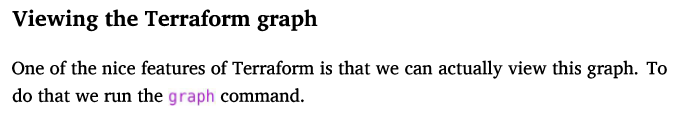 Viewing the Terraform graph
One of the nice features of Terraform is that we can actually view this graph. To
do that we run the graph command.